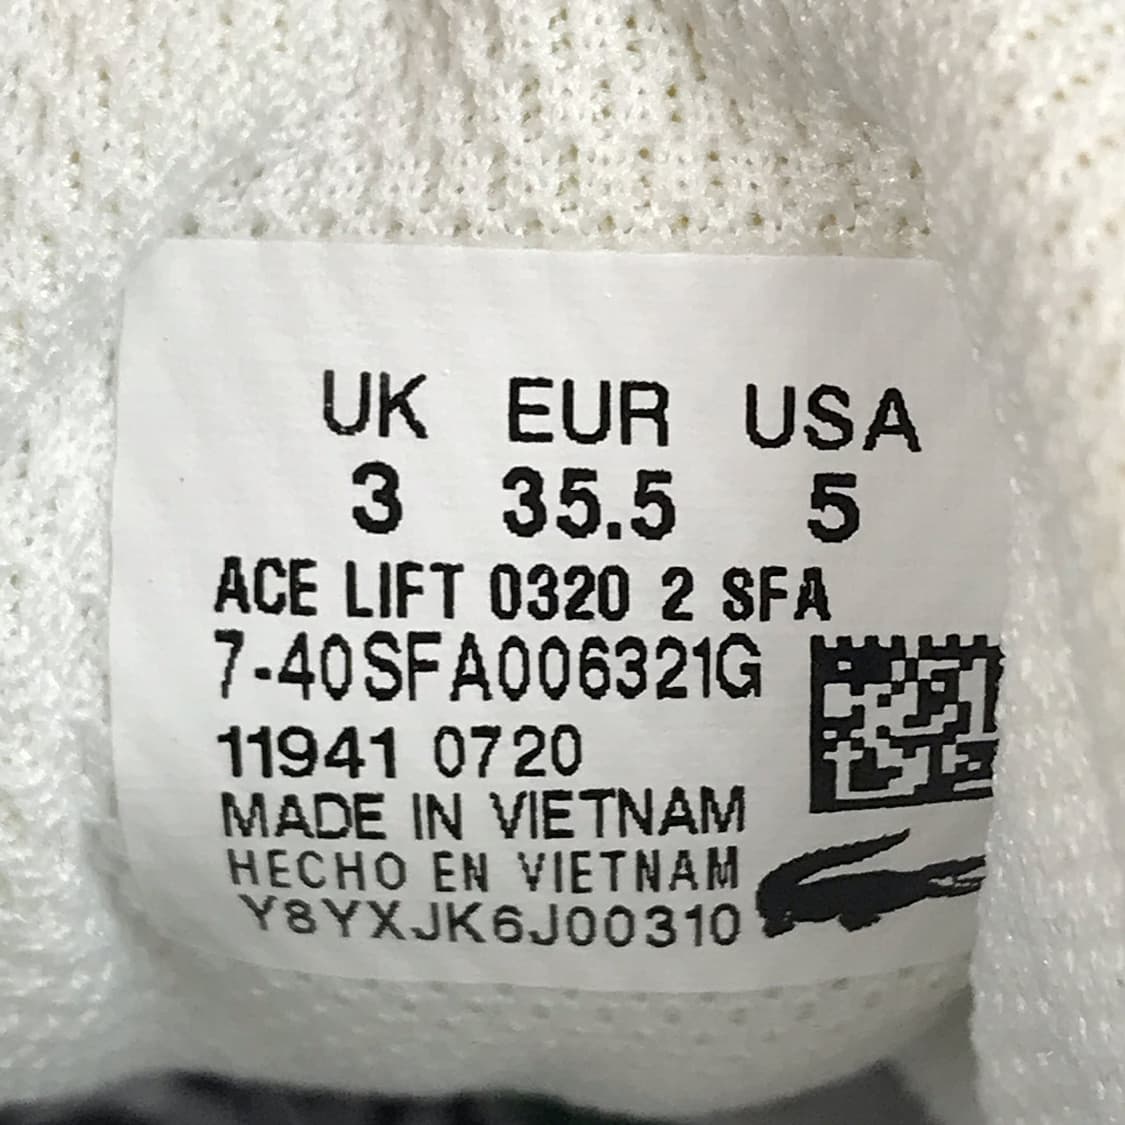 UK EUR USA
3 35.5 5
ACE LIFT 0320 2 SFA
7-40SFA006321G
11941 0720
MADE IN VIETNAM
HECHO EN VIETNAM
Y8YXJK6J00310